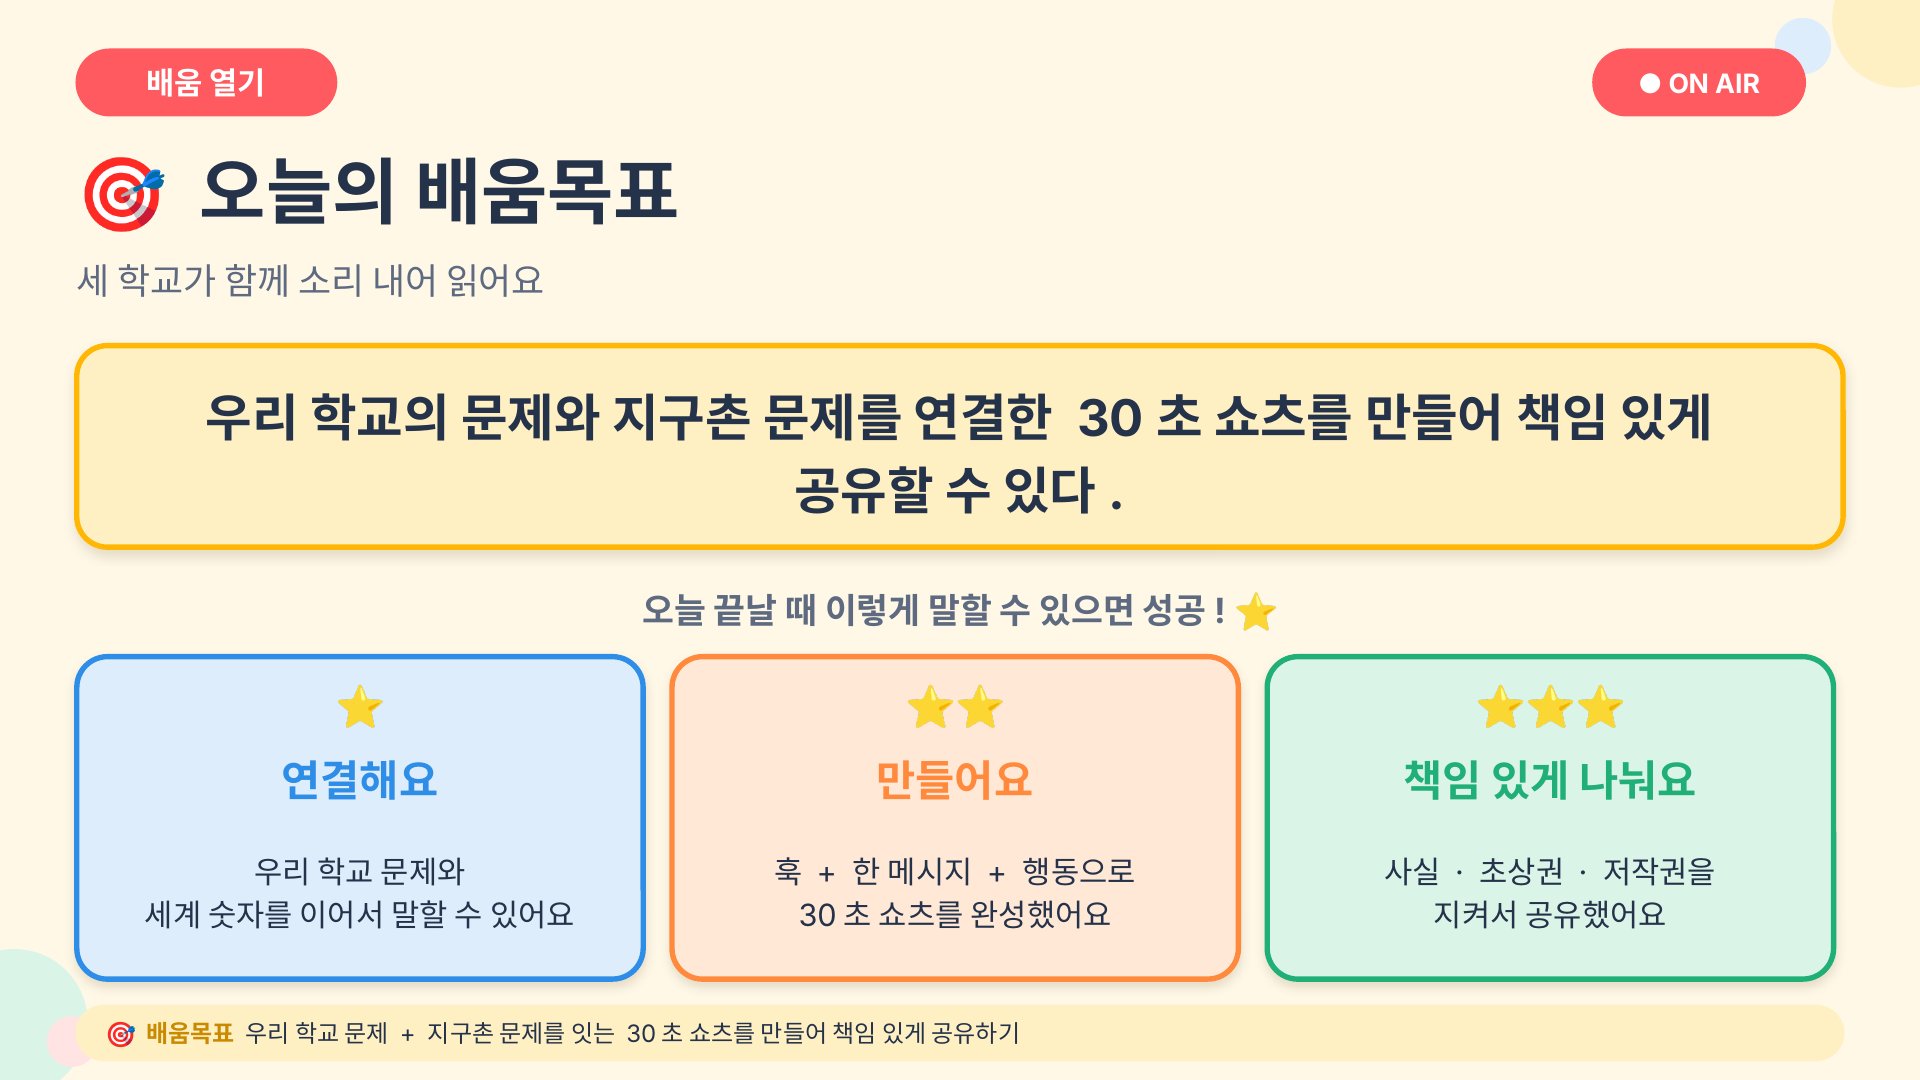 배움 열기
● ON AIR
🎯 오늘의 배움목표
세 학교가 함께 소리 내어 읽어요
우리 학교의 문제와 지구촌 문제를 연결한 30 초 쇼츠를 만들어 책임 있게
공유할 수 있다 .
오늘 끝날 때 이렇게 말할 수 있으면 성공 ! ⭐
⭐
연결해요
우리 학교 문제와
세계 숫자를 이어서 말할 수 있어요
⭐⭐
만들어요
훅 + 한 메시지 + 행동으로
30 초 쇼츠를 완성했어요
⭐⭐⭐
책임 있게 나눠요
사실 · 초상권 · 저작권을
지켜서 공유했어요
🎯 배움목표 우리 학교 문제 + 지구촌 문제를 잇는 30 초 쇼츠를 만들어 책임 있게 공유하기